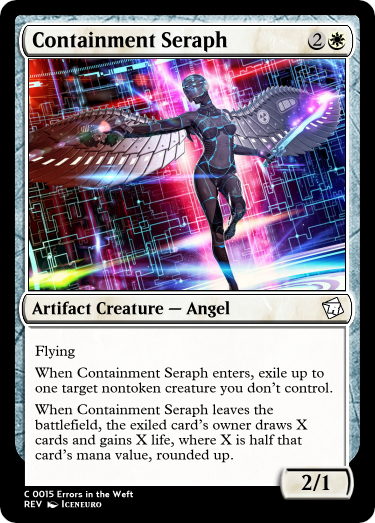 Containment Seraph 2
Artifact Creature — Angel
Flying
When Containment Seraph enters, exile up to
one target nontoken creature you don't control.
When Containment Seraph leaves the
battlefield, the exiled card's owner draws X
cards and gains X life, where X is half that
card's mana value, rounded up.
2/1
C 0015 Errors in the Weft
REV Iceneuro